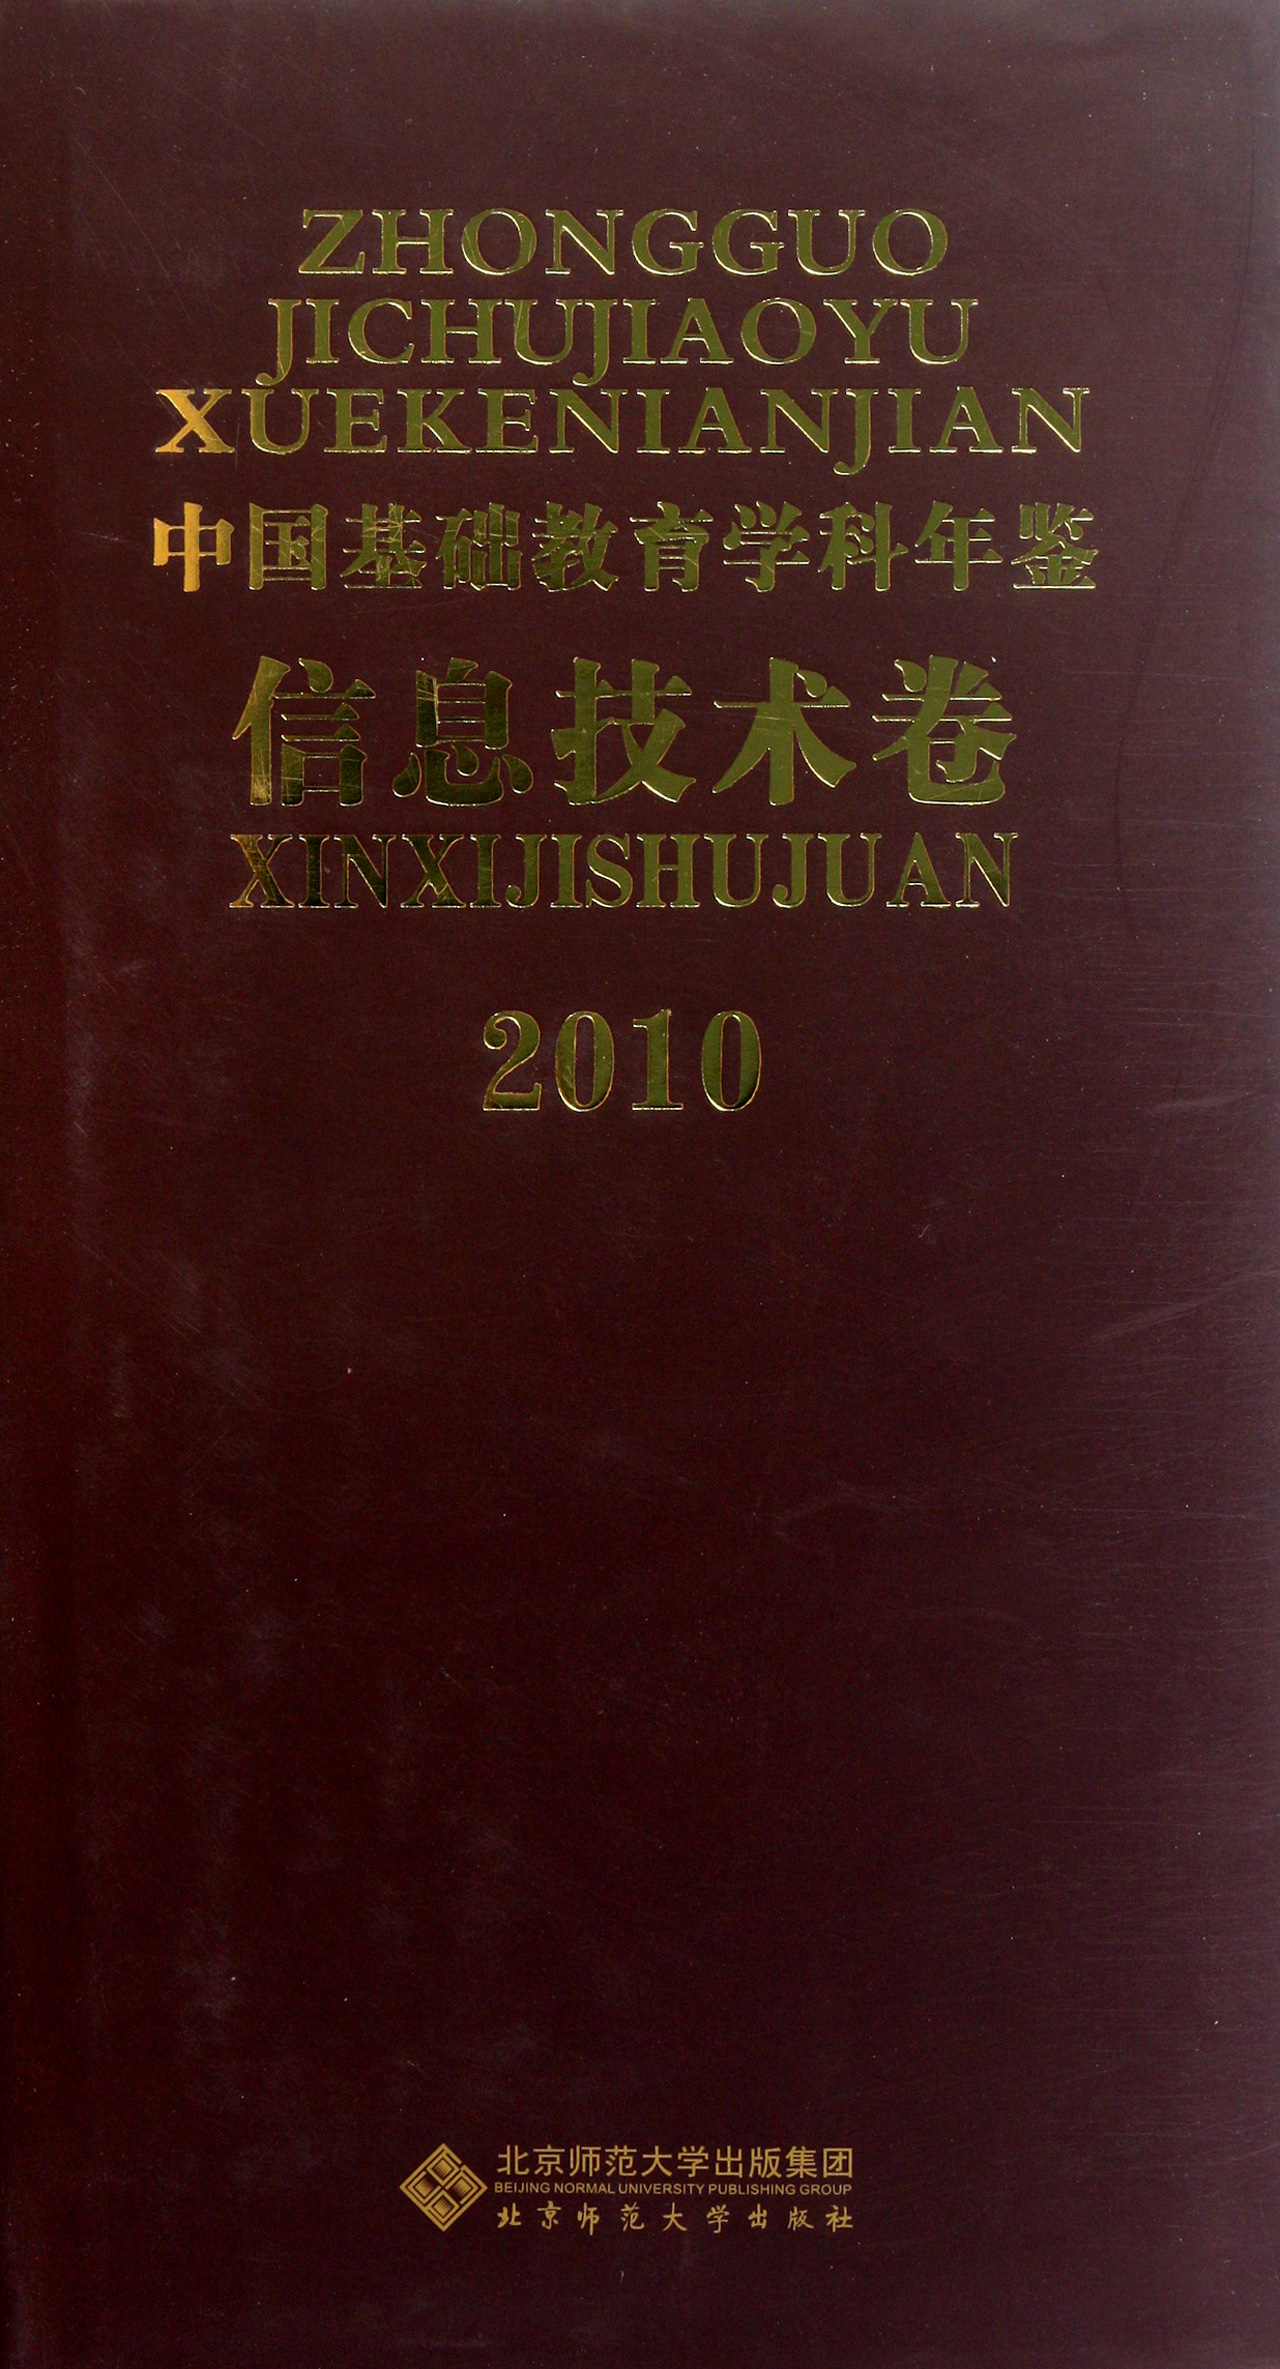 ZHONGGUO
JICHUJIAOYU
XUEKENIANJIAN
中国基础教育学科年鉴
信息技术卷
XINXIJISHUJUAN
2010
北京师范大学出版集团
BEIJING NORMAL UNIVERSITY PUBLISHING GROUP
北京师范大学出版社